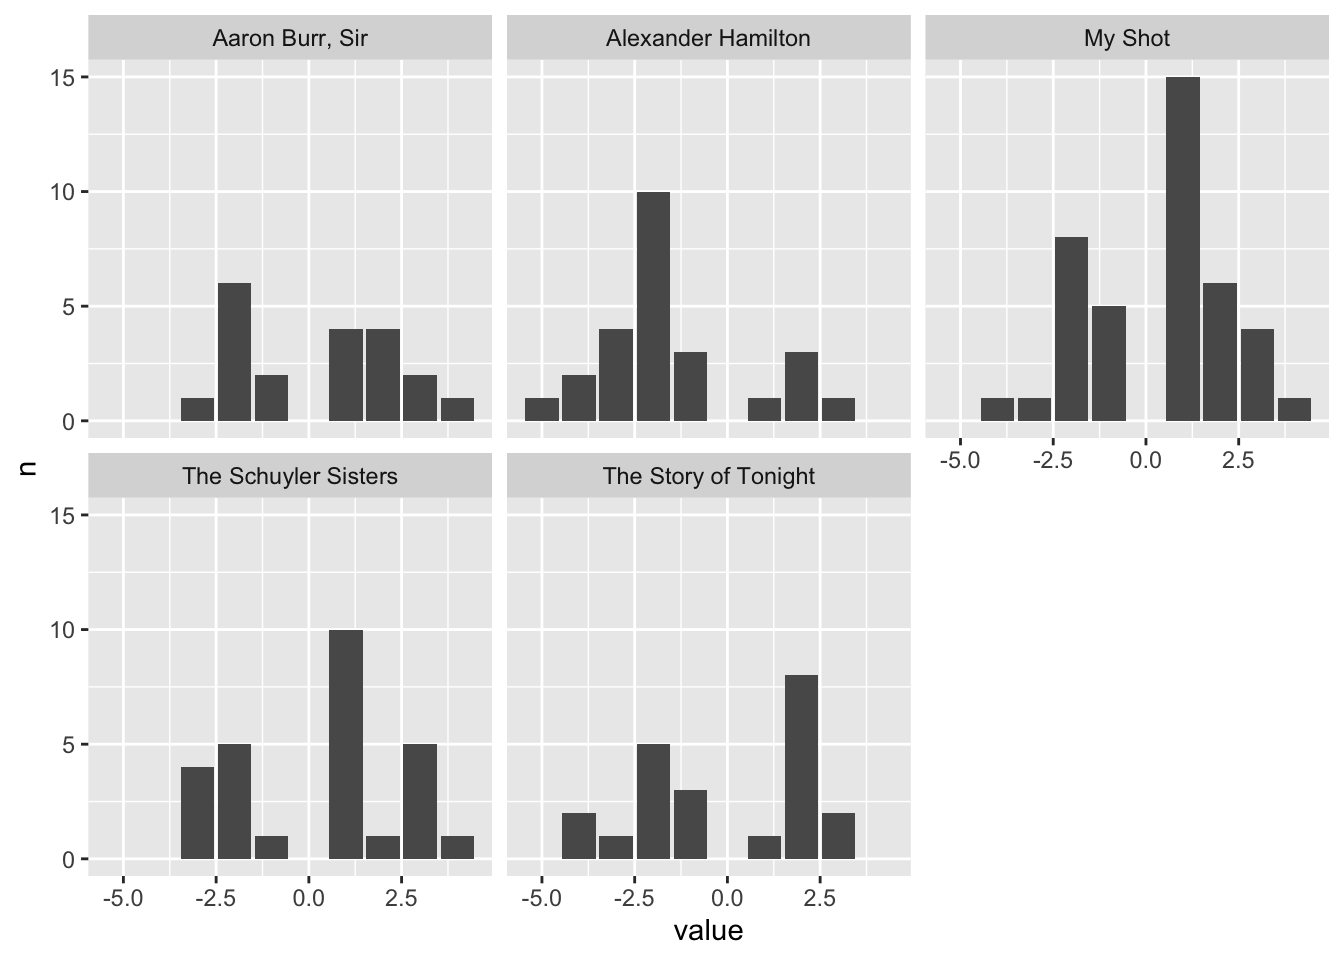 Aaron Burr, Sir
Alexander Hamilton
My Shot
15
10
5
0
-5.0 -2.5 0.0 2.5
n
The Schuyler Sisters
The Story of Tonight
15
10
5
0
-5.0 -2.5 0.0 2.5
-5.0 -2.5 0.0 2.5
value